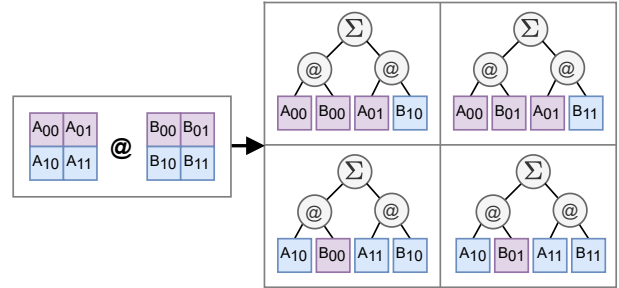 Σ Σ
@ @ @ @
A00 B00 A01 B10 A00 B01 A01 B11
A00 A01 @ B00 B01
A10 A11 B10 B11
Σ Σ
@ @ @ @
A10 B00 A11 B10 A10 B01 A11 B11